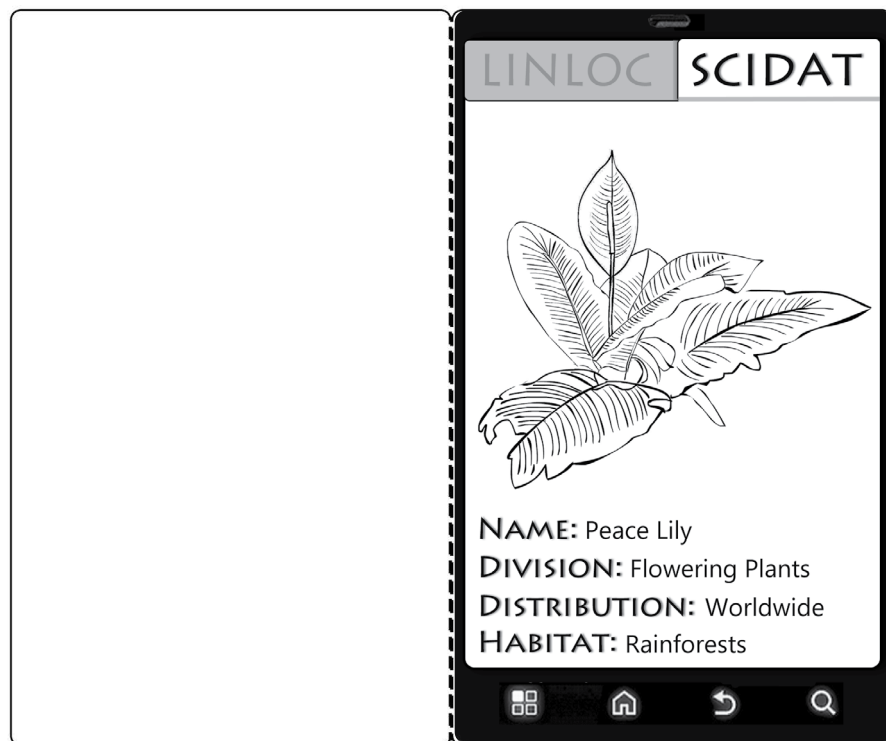 LINLOC SCIDAT
NAME: Peace Lily
DIVISION: Flowering Plants
DISTRIBUTION: Worldwide
HABITAT: Rainforests